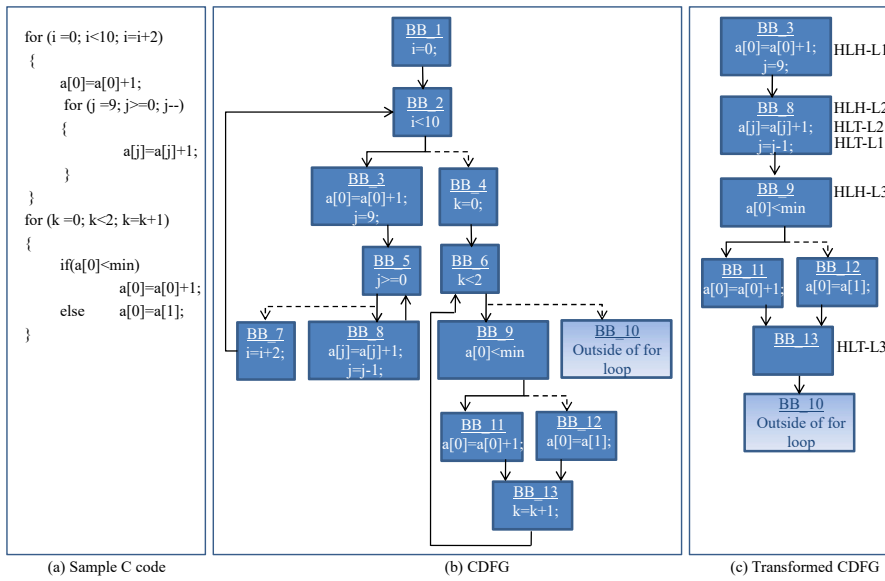 for (i =0; i<10; i=i+2)
{
a[0]=a[0]+1;
for (j =9; j>=0; j--)
{
a[j]=a[j]+1;
}
}
for (k =0; k<2; k=k+1)
{
if(a[0]<min)
a[0]=a[0]+1;
else a[0]=a[1];
}
(a) Sample C code
BB_1
i=0;
BB_2
i<10
BB_3
a[0]=a[0]+1;
j=9;
BB_4
k=0;
BB_5
j>=0
BB_6
k<2
BB_7
i=i+2;
BB_8
a[j]=a[j]+1;
j=j-1;
BB_9
a[0]<min
BB_10
Outside of for
loop
BB_11
a[0]=a[0]+1;
BB_12
a[0]=a[1];
BB_13
k=k+1;
(b) CDFG
BB_3
a[0]=a[0]+1;
j=9;
HLH-L1
BB_8
a[j]=a[j]+1;
j=j-1;
HLH-L2
HLT-L2
HLT-L1
BB_9
a[0]<min
HLH-L3
BB_11
a[0]=a[0]+1;
BB_12
a[0]=a[1];
BB_13
HLT-L3
BB_10
Outside of for
loop
(c) Transformed CDFG